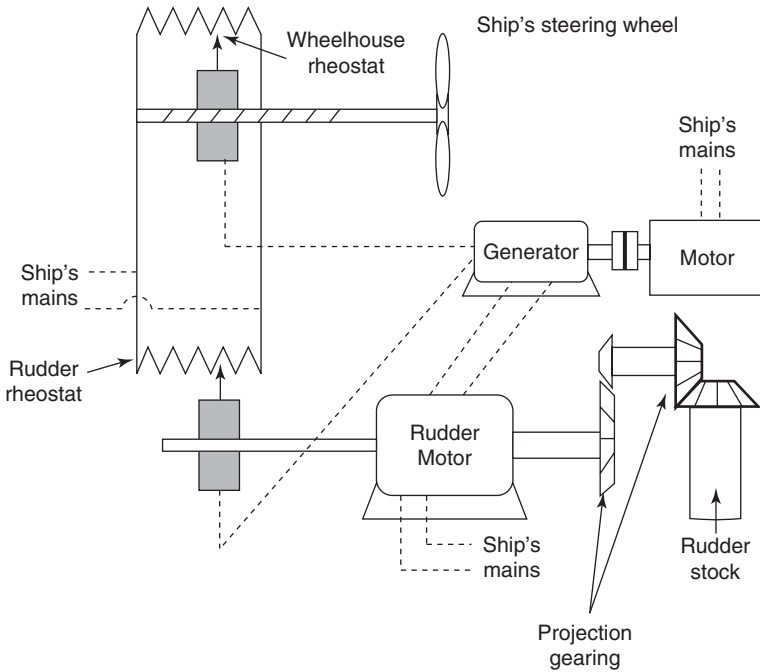 Ship's steering wheel
Wheelhouse
rheostat
Ship's
mains
Generator
Motor
Ship's
mains
Rudder
rheostat
Rudder
Motor
Ship's
mains
Rudder
stock
Projection
gearing